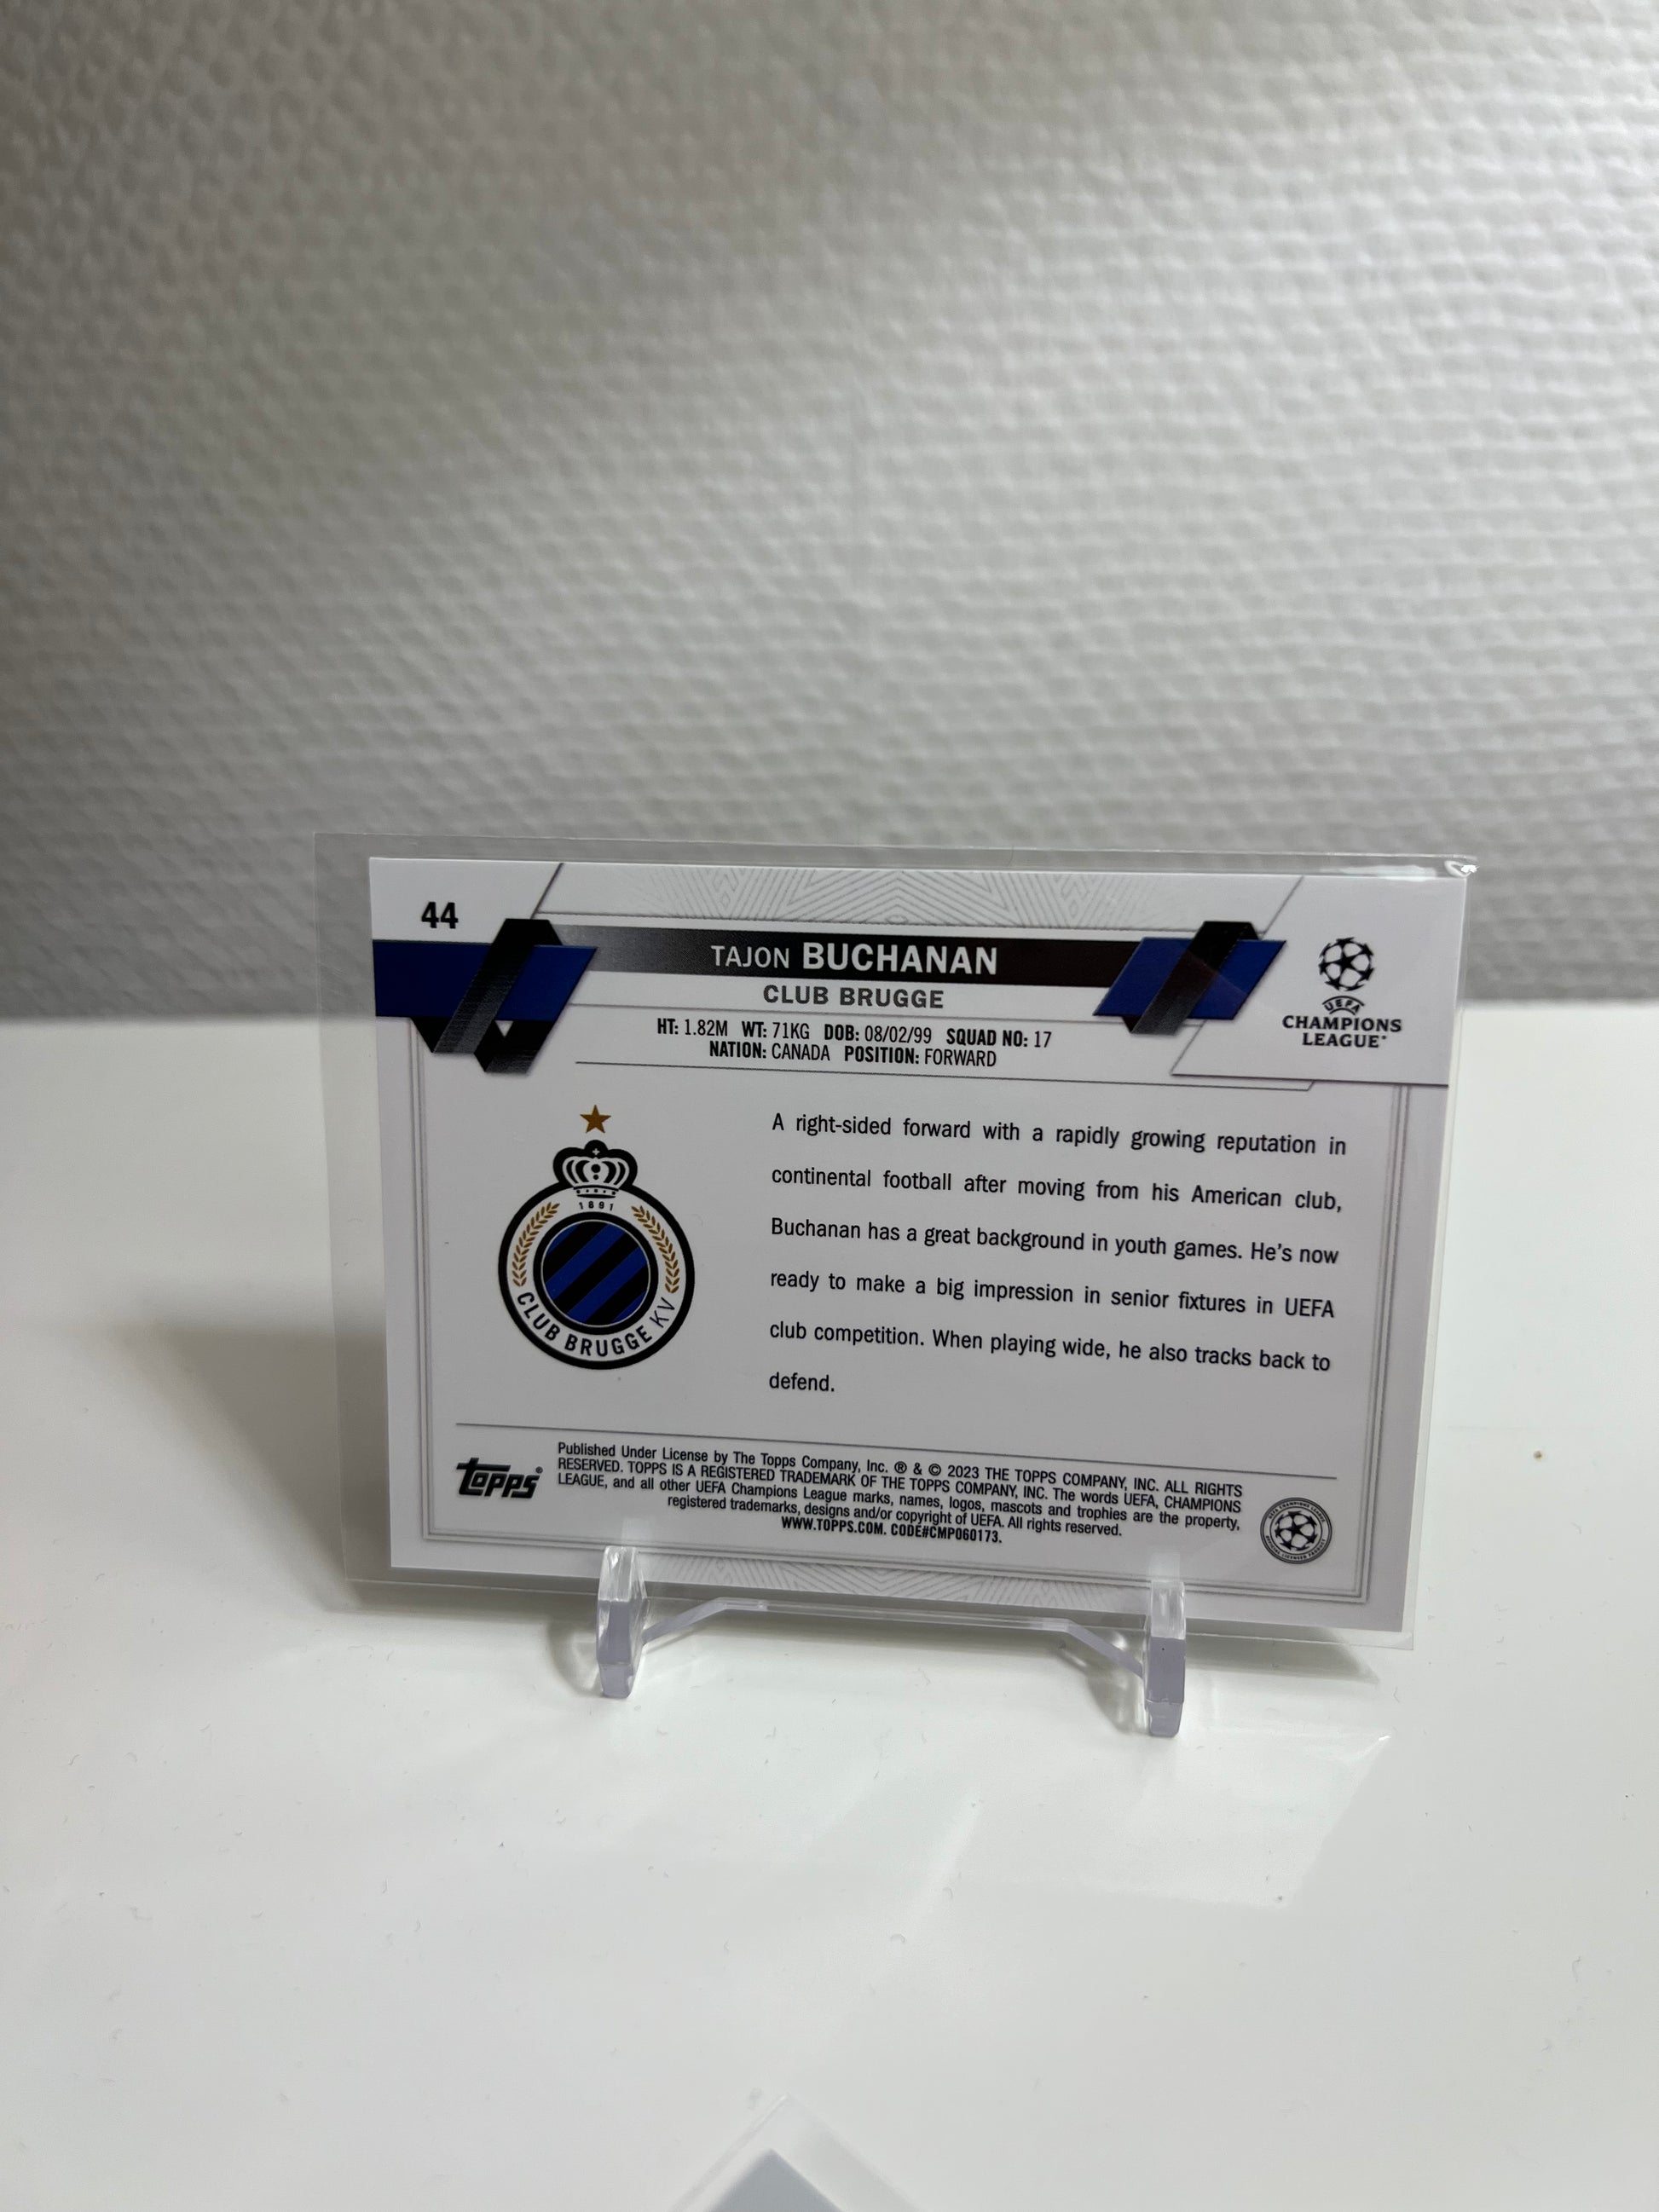 44
TAJON BUCHANAN
CLUB BRUGGE
HT: 1.82M WT: 71KG DOB: 08/02/99 SQUAD NO: 17
NATION: CANADA POSITION: FORWARD
UEFA
CHAMPIONS
LEAGUE®
1891
CLUB BRUGGE KV
A right-sided forward with a rapidly growing reputation in
continental football after moving from his American club,
Buchanan has a great background in youth games. He's now
ready to make a big impression in senior fixtures in UEFA
club competition. When playing wide, he also tracks back to
defend.
topps®
Published Under License by The Topps Company, Inc. ® & © 2023 THE TOPPS COMPANY, INC. ALL RIGHTS
RESERVED. TOPPS IS A REGISTERED TRADEMARK OF THE TOPPS COMPANY, INC. The words UEFA, CHAMPIONS
LEAGUE, and all other UEFA Champions League marks, names, logos, mascots and trophies are the property,
registered trademarks, designs and/or copyright of UEFA. All rights reserved.
WWW.TOPPS.COM. CODE#CMP060173.